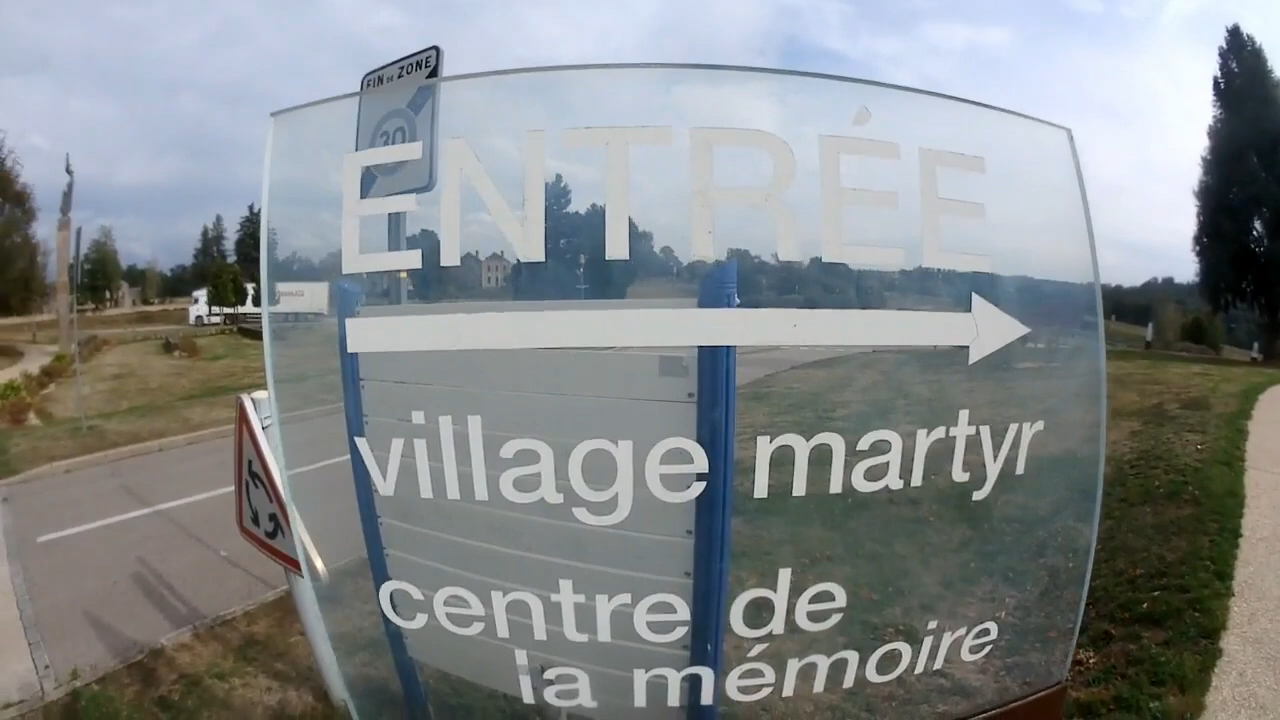 FIN DE ZONE
30
ENTRÉE
village martyr
centre de
la mémoire